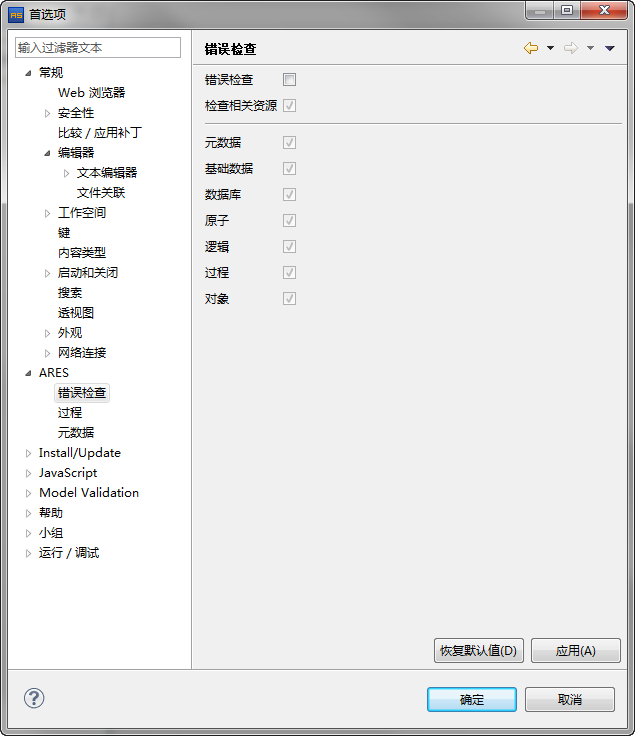 首选项
输入过滤器文本
常规
Web 浏览器
安全性
比较 / 应用补丁
编辑器
文本编辑器
文件关联
工作空间
键
内容类型
启动和关闭
搜索
透视图
外观
网络连接
ARES
错误检查
过程
元数据
Install/Update
JavaScript
Model Validation
帮助
小组
运行 / 调试
错误检查
错误检查
检查相关资源
元数据
基础数据
数据库
原子
逻辑
过程
对象
恢复默认值(D)
应用(A)
确定
取消